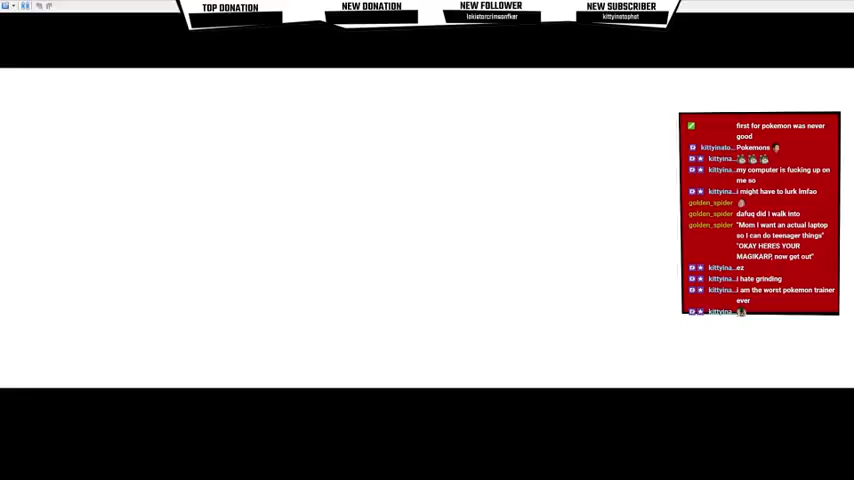 TOP DONATION
NEW DONATION
NEW FOLLOWER
NEW SUBSCRIBER
kittyinatophat
first for pokemon was never
good
kittyinato... Pokemons
kittyina...
kittyina... my computer is fucking up on
me so
kittyina... i might have to lurk lmfao
golden_spider
golden_spider dafuq did I walk into
golden_spider "Mom I want an actual laptop
so I can do teenager things"
"OKAY HERES YOUR
MAGIKARP, now get out"
kittyina... ez
kittyina... i hate grinding
kittyina... i am the worst pokemon trainer
ever
kittyina...